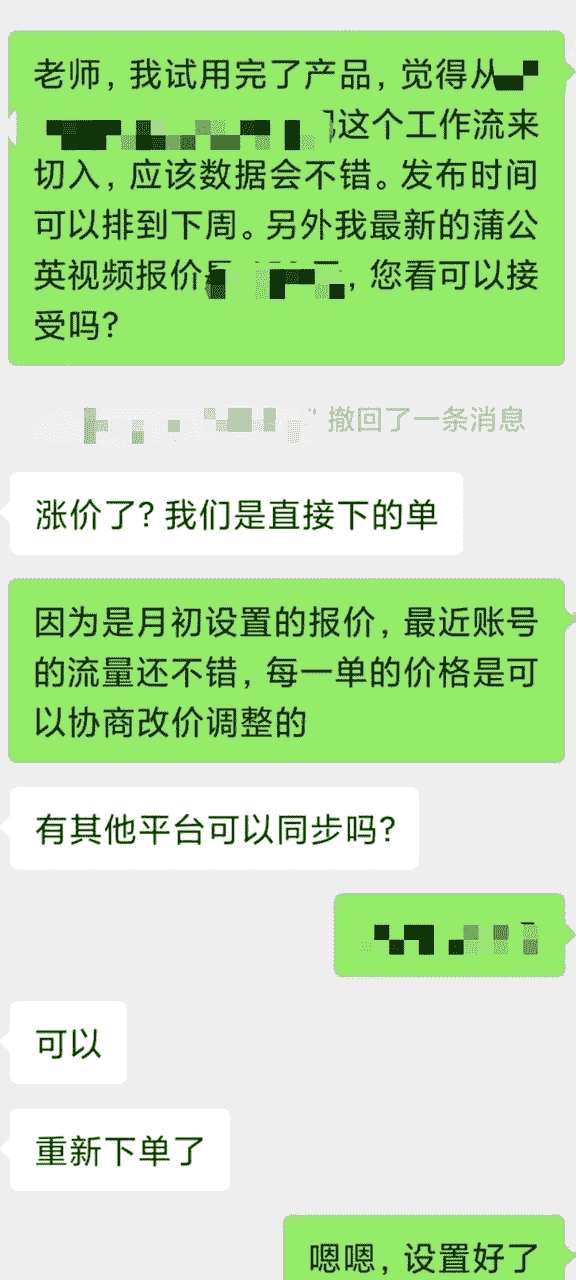 老师，我试用完了产品，觉得从
这个工作流来
切入，应该数据会不错。发布时间
可以排到下周。另外我最新的蒲公
英视频报价，您看可以接
受吗？
撤回了一条消息
涨价了？我们是直接下的单
因为是月初设置的报价，最近账号
的流量还不错，每一单的价格是可
以协商改价调整的
有其他平台可以同步吗？
可以
重新下单了
嗯嗯，设置好了